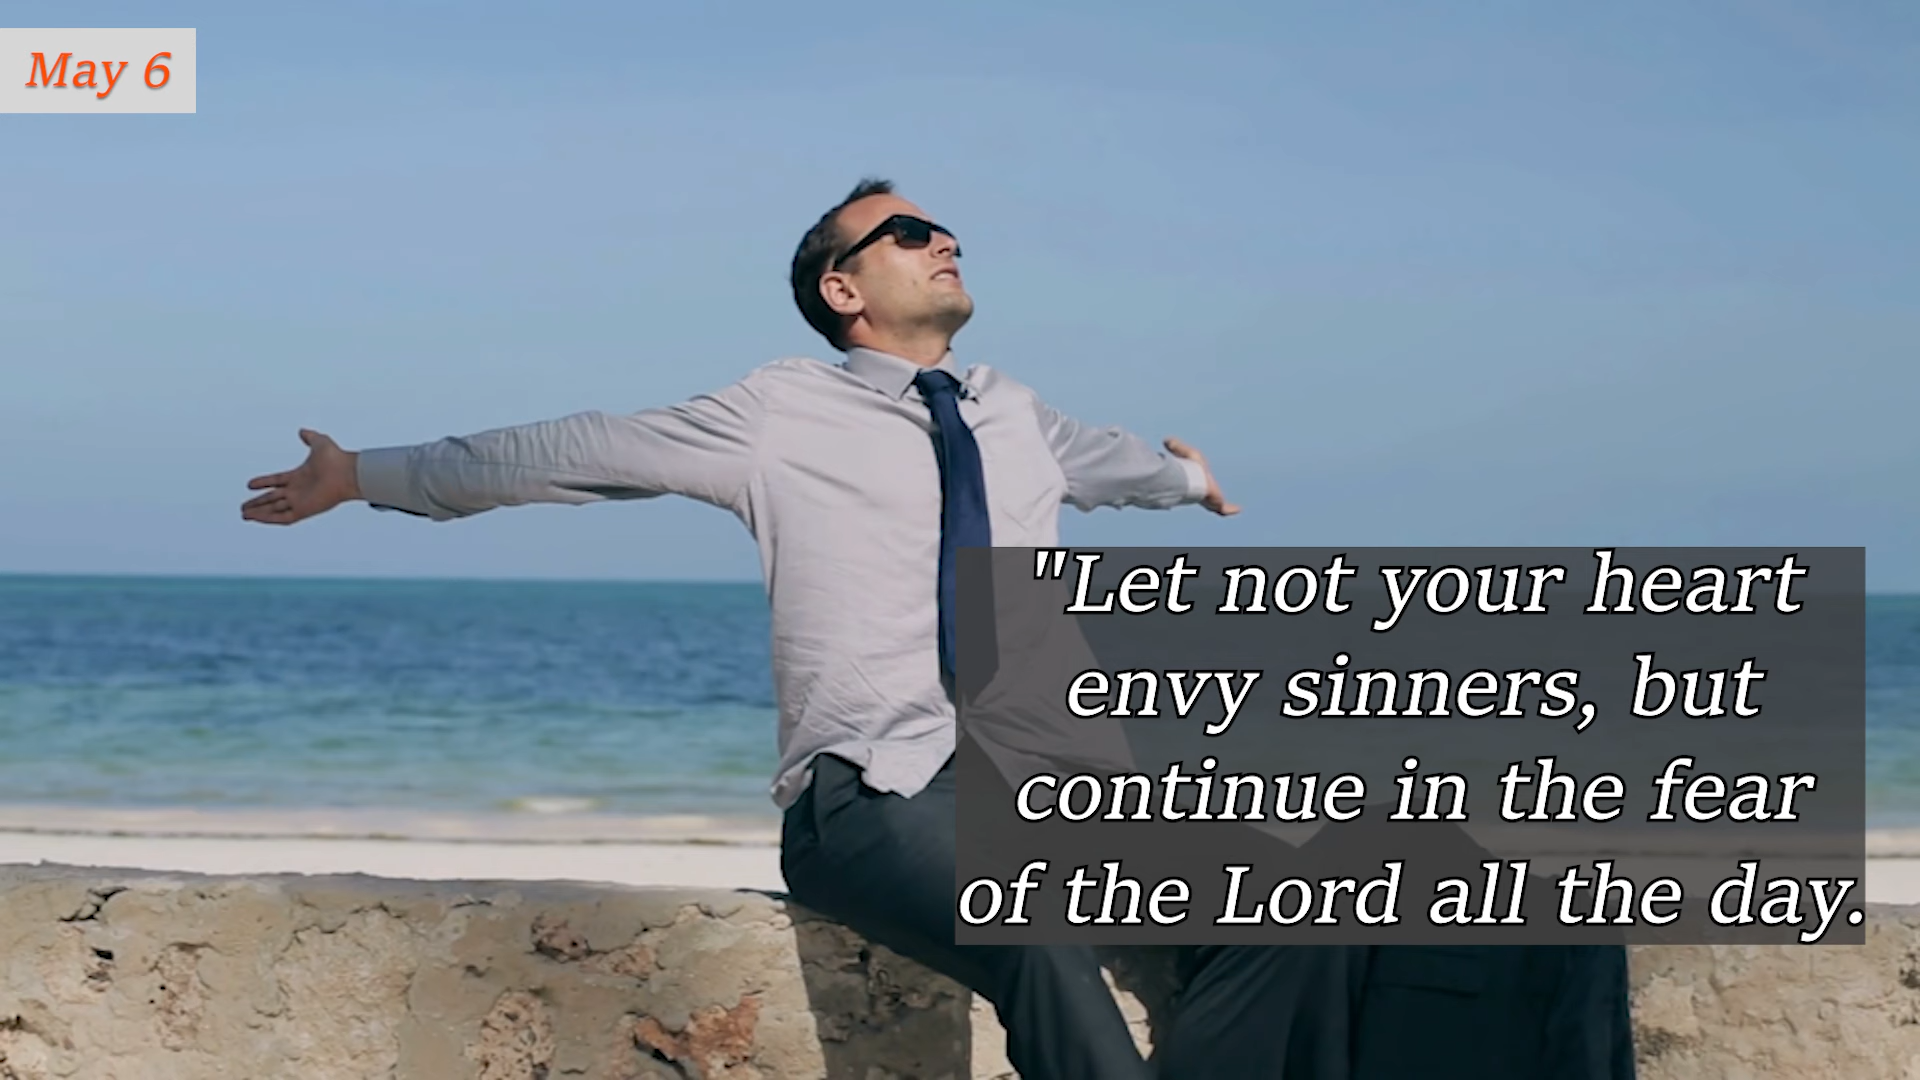 May 6
"Let not your heart
envy sinners, but
continue in the fear
of the Lord all the day.